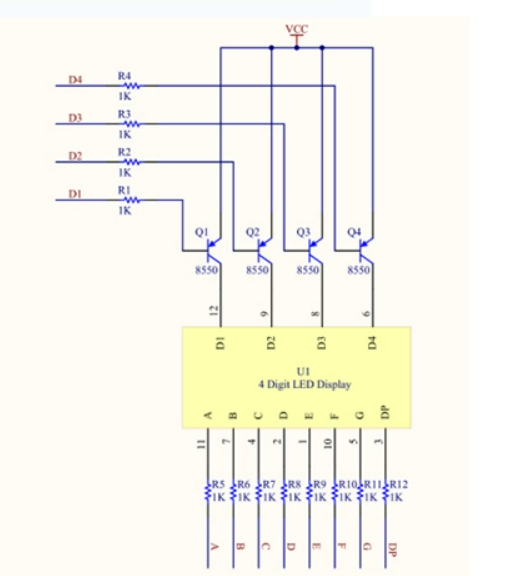 VCC
D4 R4
1K
D3 R3
1K
D2 R2
1K
D1 R1
1K
Q1 Q2 Q3 Q4
8550 8550 8550 8550
12 9 8 6
D1 D2 D3 D4
U1
4 Digit LED Display
A B C D E F G DP
11 7 4 2 1 10 5 3
R5 R6 R7 R8 R9 R10 R11 R12
1K 1K 1K 1K 1K 1K 1K 1K
A B C D E F G DP